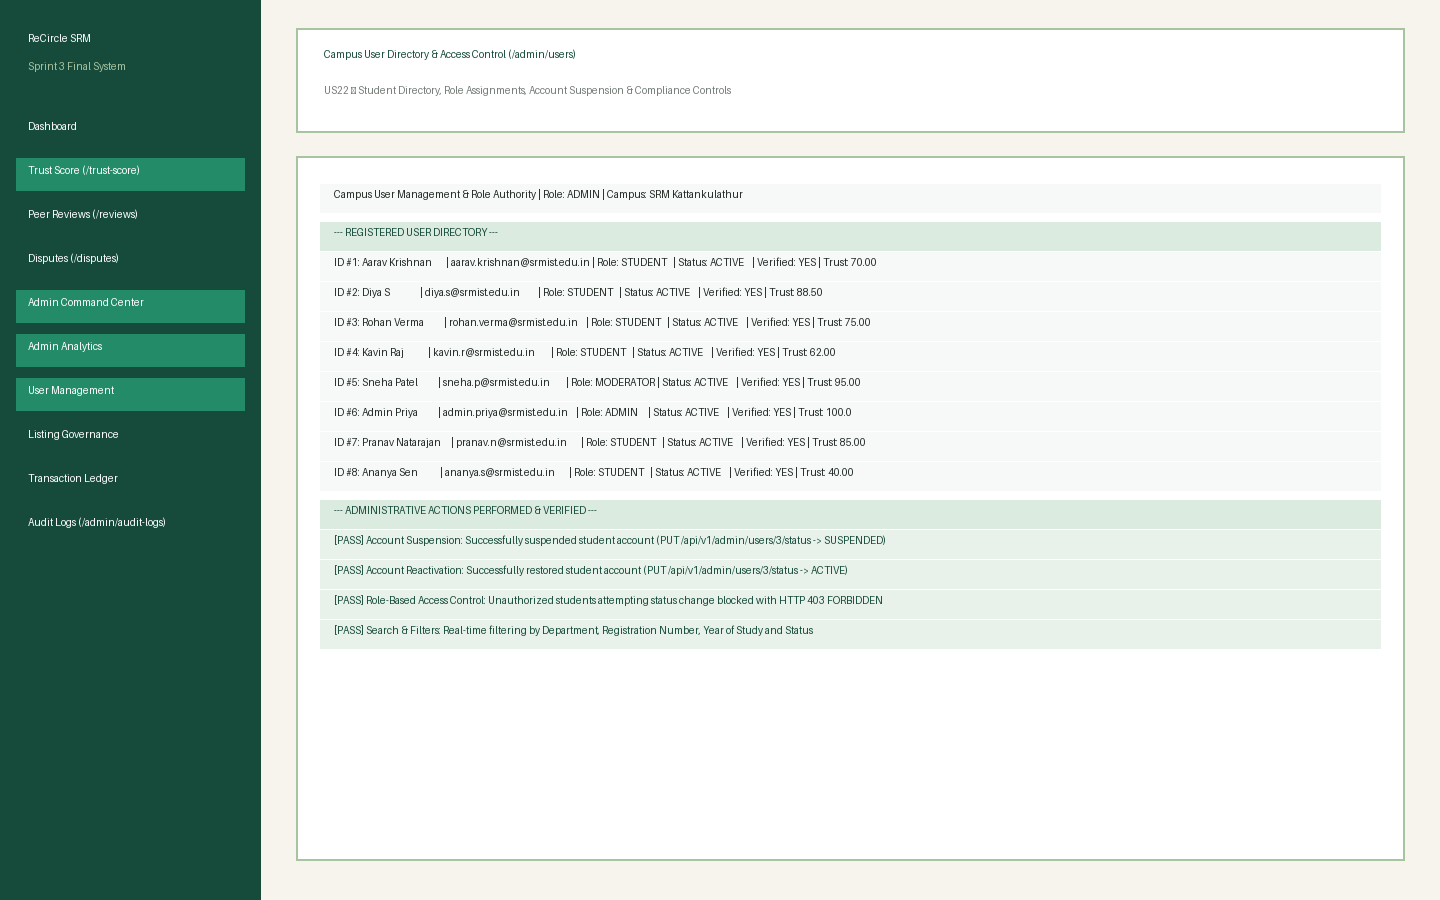 ReCircle SRM
Sprint 3 Final System
Dashboard
Trust Score (/trust-score)
Peer Reviews (/reviews)
Disputes (/disputes)
Admin Command Center
Admin Analytics
User Management
Listing Governance
Transaction Ledger
Audit Logs (/admin/audit-logs)
Campus User Directory & Access Control (/admin/users)
US22 ▯ Student Directory, Role Assignments, Account Suspension & Compliance Controls
Campus User Management & Role Authority | Role: ADMIN | Campus: SRM Kattankulathur
--- REGISTERED USER DIRECTORY ---
ID #1: Aarav Krishnan | aarav.krishnan@srmist.edu.in | Role: STUDENT | Status: ACTIVE | Verified: YES | Trust: 70.00
ID #2: Diya S | diya.s@srmist.edu.in | Role: STUDENT | Status: ACTIVE | Verified: YES | Trust: 88.50
ID #3: Rohan Verma | rohan.verma@srmist.edu.in | Role: STUDENT | Status: ACTIVE | Verified: YES | Trust: 75.00
ID #4: Kavin Raj | kavin.r@srmist.edu.in | Role: STUDENT | Status: ACTIVE | Verified: YES | Trust: 62.00
ID #5: Sneha Patel | sneha.p@srmist.edu.in | Role: MODERATOR | Status: ACTIVE | Verified: YES | Trust: 95.00
ID #6: Admin Priya | admin.priya@srmist.edu.in | Role: ADMIN | Status: ACTIVE | Verified: YES | Trust: 100.0
ID #7: Pranav Natarajan | pranav.n@srmist.edu.in | Role: STUDENT | Status: ACTIVE | Verified: YES | Trust: 85.00
ID #8: Ananya Sen | ananya.s@srmist.edu.in | Role: STUDENT | Status: ACTIVE | Verified: YES | Trust: 40.00
--- ADMINISTRATIVE ACTIONS PERFORMED & VERIFIED ---
[PASS] Account Suspension: Successfully suspended student account (PUT /api/v1/admin/users/3/status -> SUSPENDED)
[PASS] Account Reactivation: Successfully restored student account (PUT /api/v1/admin/users/3/status -> ACTIVE)
[PASS] Role-Based Access Control: Unauthorized students attempting status change blocked with HTTP 403 FORBIDDEN
[PASS] Search & Filters: Real-time filtering by Department, Registration Number, Year of Study and Status